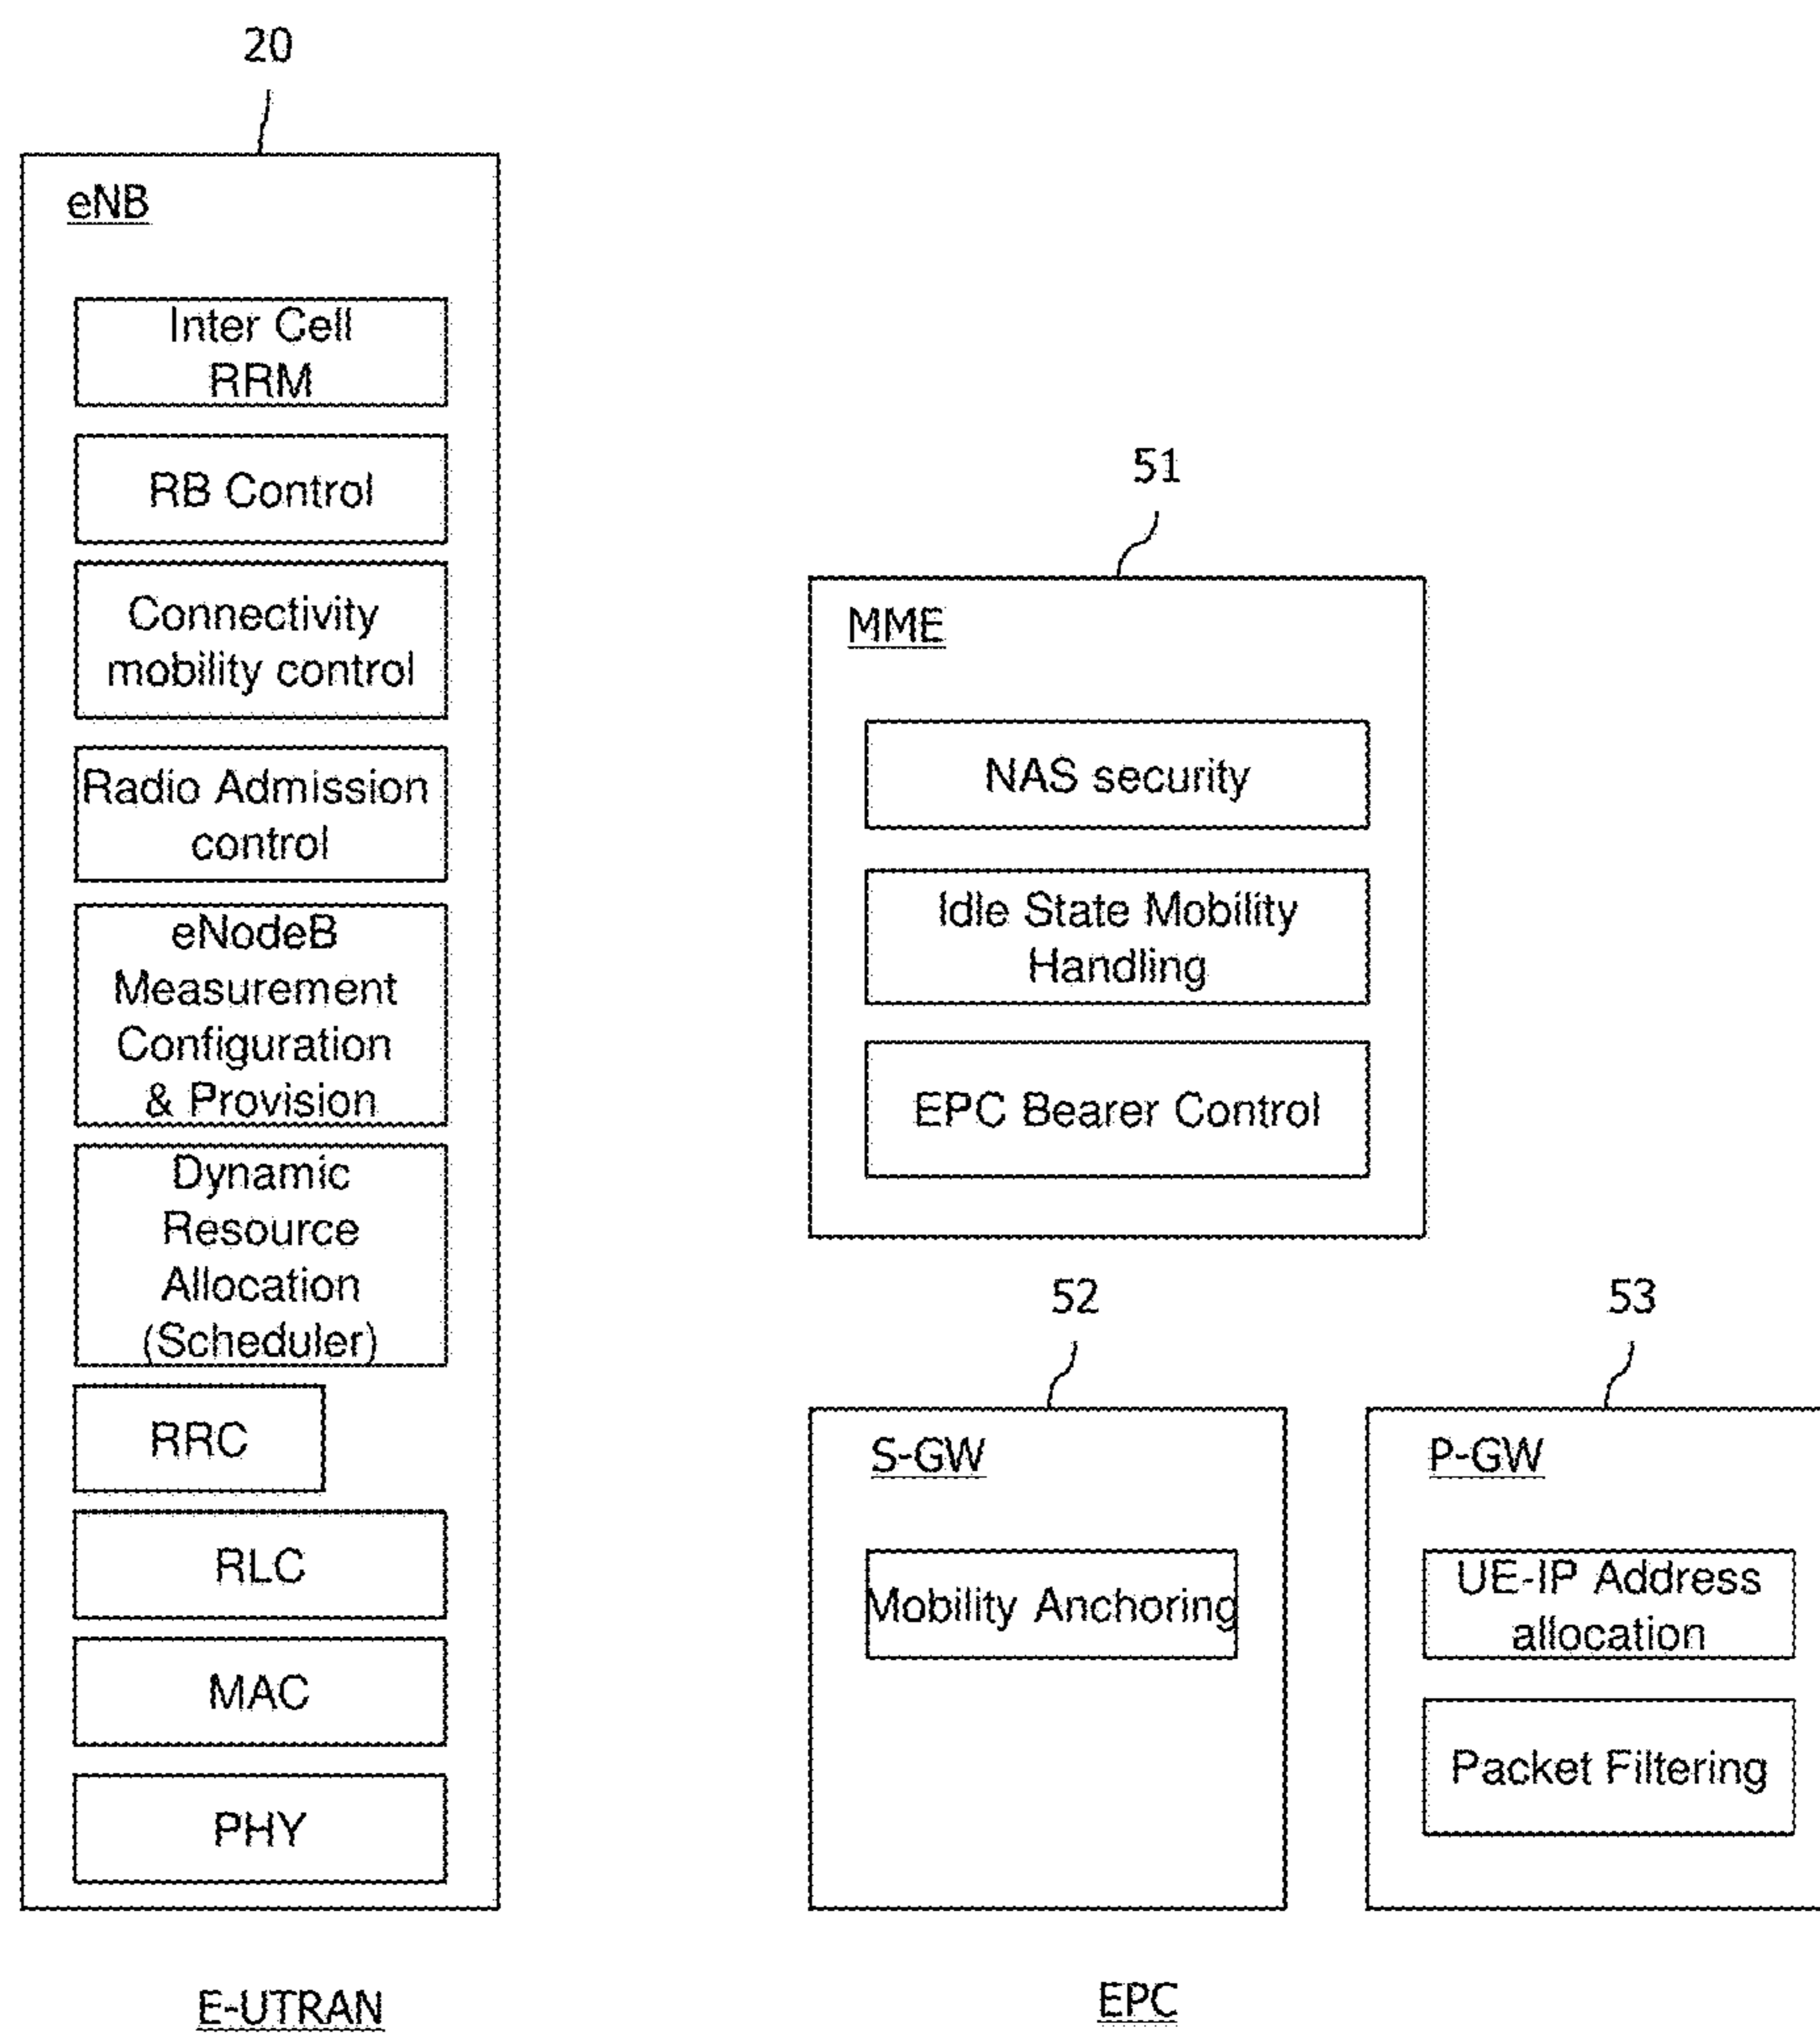 20
eNB
Inter Cell
RRM
RB Control
Connectivity
mobility control
Radio Admission
control
eNodeB
Measurement
Configuration
& Provision
Dynamic
Resource
Allocation
(Scheduler)
RRC
RLC
MAC
PHY
E-UTRAN
51
MME
NAS security
Idle State Mobility
Handling
EPC Bearer Control
52
S-GW
Mobility Anchoring
53
P-GW
UE-IP Address
allocation
Packet Filtering
EPC